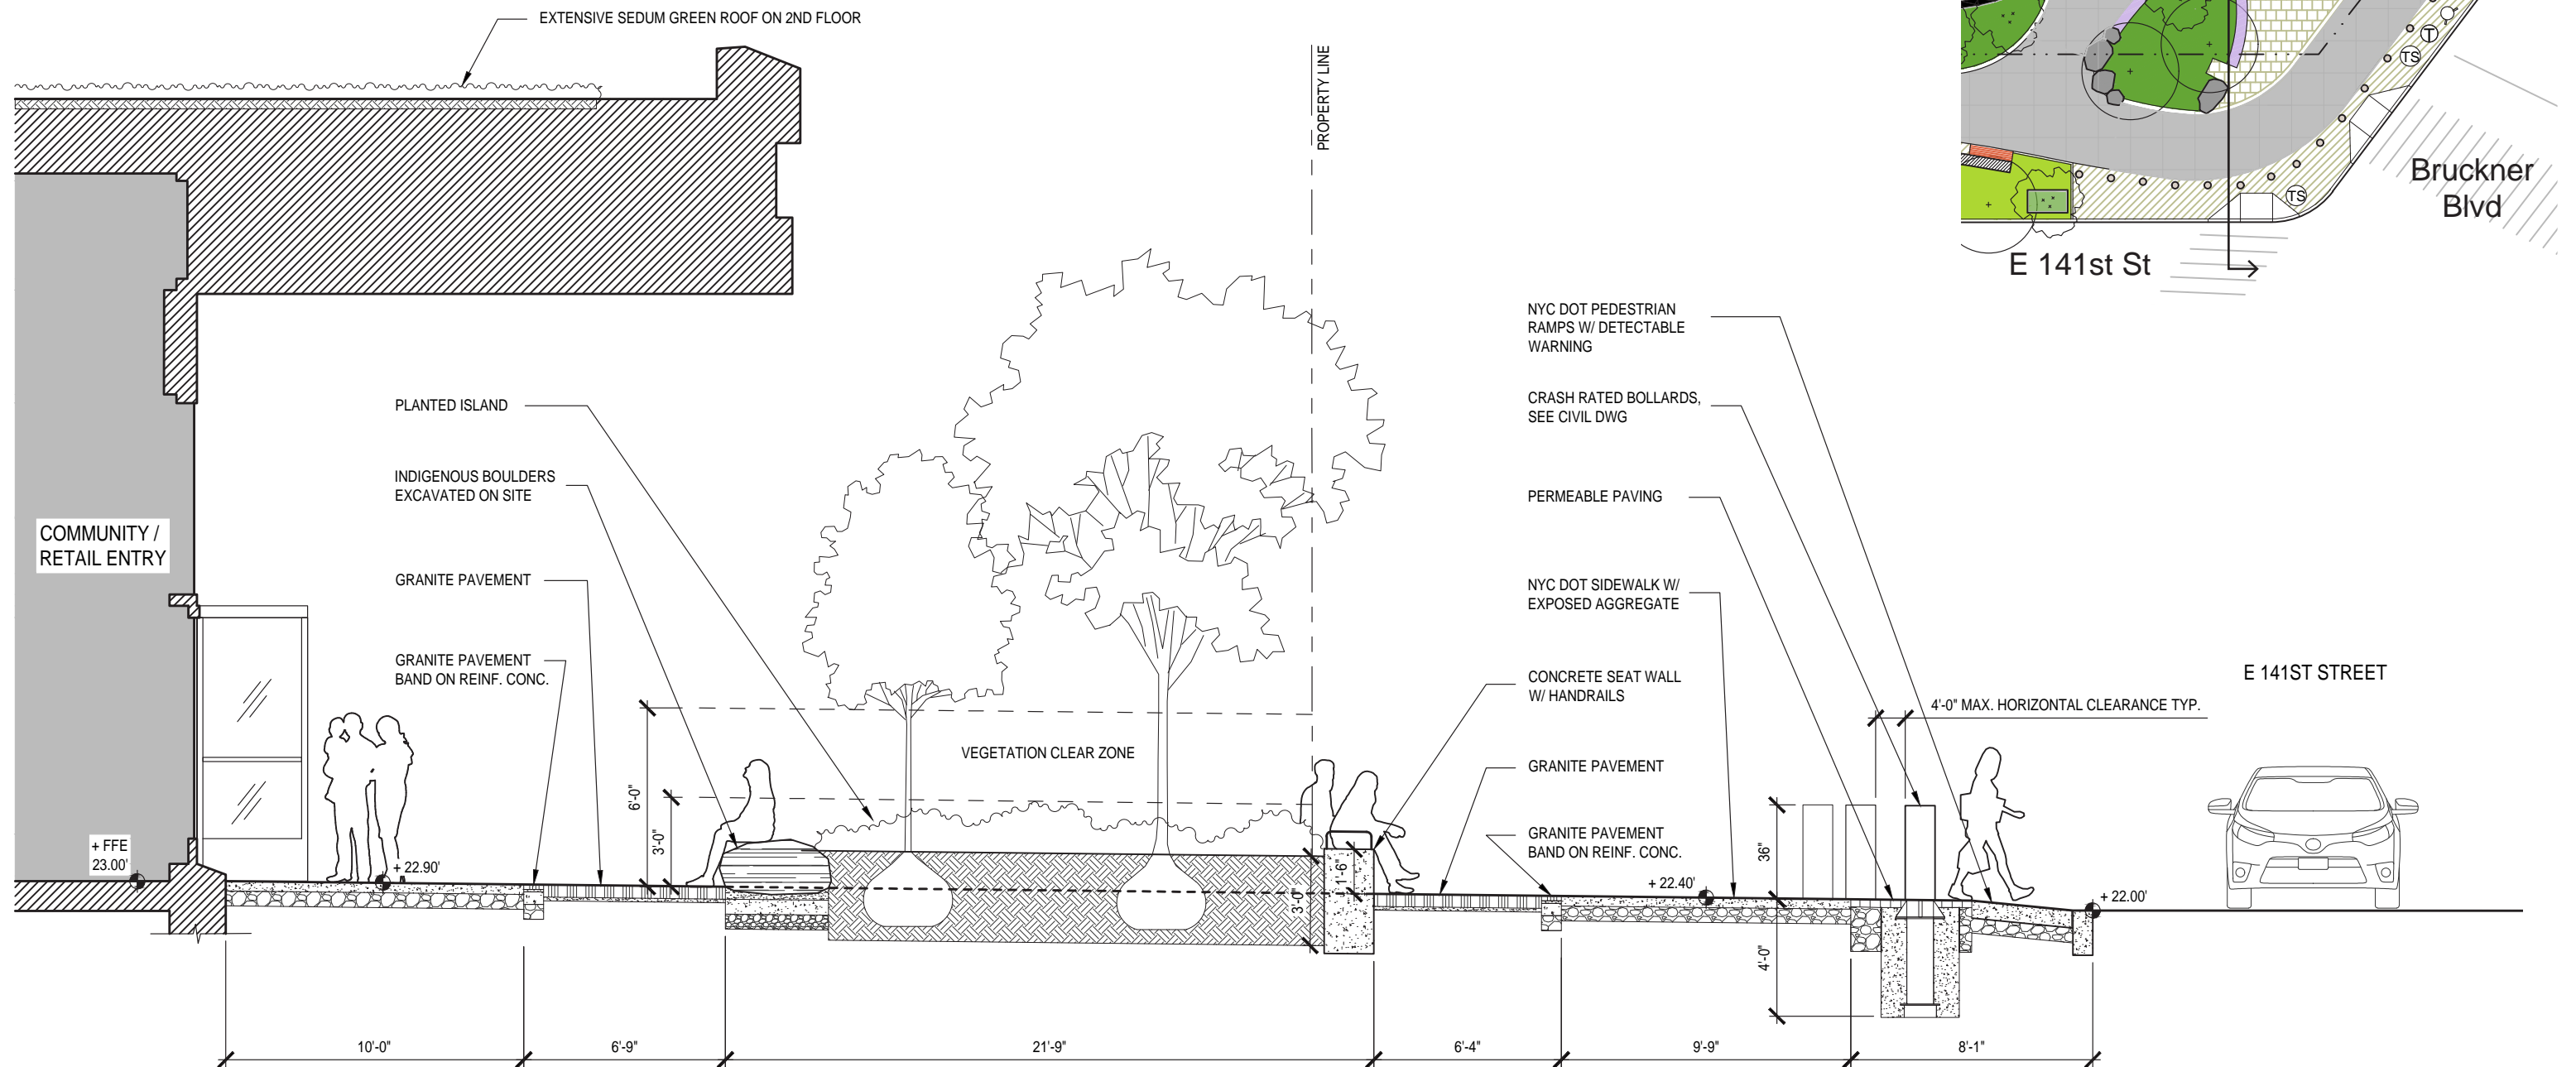 EXTENSIVE SEDUM GREEN ROOF ON 2ND FLOOR
PROPERTY LINE
T
TS
TS
Bruckner
Blvd
E 141st St
NYC DOT PEDESTRIAN
RAMPS W/ DETECTABLE
WARNING
CRASH RATED BOLLARDS,
SEE CIVIL DWG
PERMEABLE PAVING
NYC DOT SIDEWALK W/
EXPOSED AGGREGATE
CONCRETE SEAT WALL
W/ HANDRAILS
GRANITE PAVEMENT
GRANITE PAVEMENT
BAND ON REINF. CONC.
PLANTED ISLAND
INDIGENOUS BOULDERS
EXCAVATED ON SITE
GRANITE PAVEMENT
GRANITE PAVEMENT
BAND ON REINF. CONC.
COMMUNITY /
RETAIL ENTRY
VEGETATION CLEAR ZONE
6'-0"
3'-0"
1'-6"
3'-0"
36"
4'-0"
4'-0" MAX. HORIZONTAL CLEARANCE TYP.
E 141ST STREET
+ FFE
23.00'
+ 22.90'
+ 22.40'
+ 22.00'
10'-0"
6'-9"
21'-9"
6'-4"
9'-9"
8'-1"